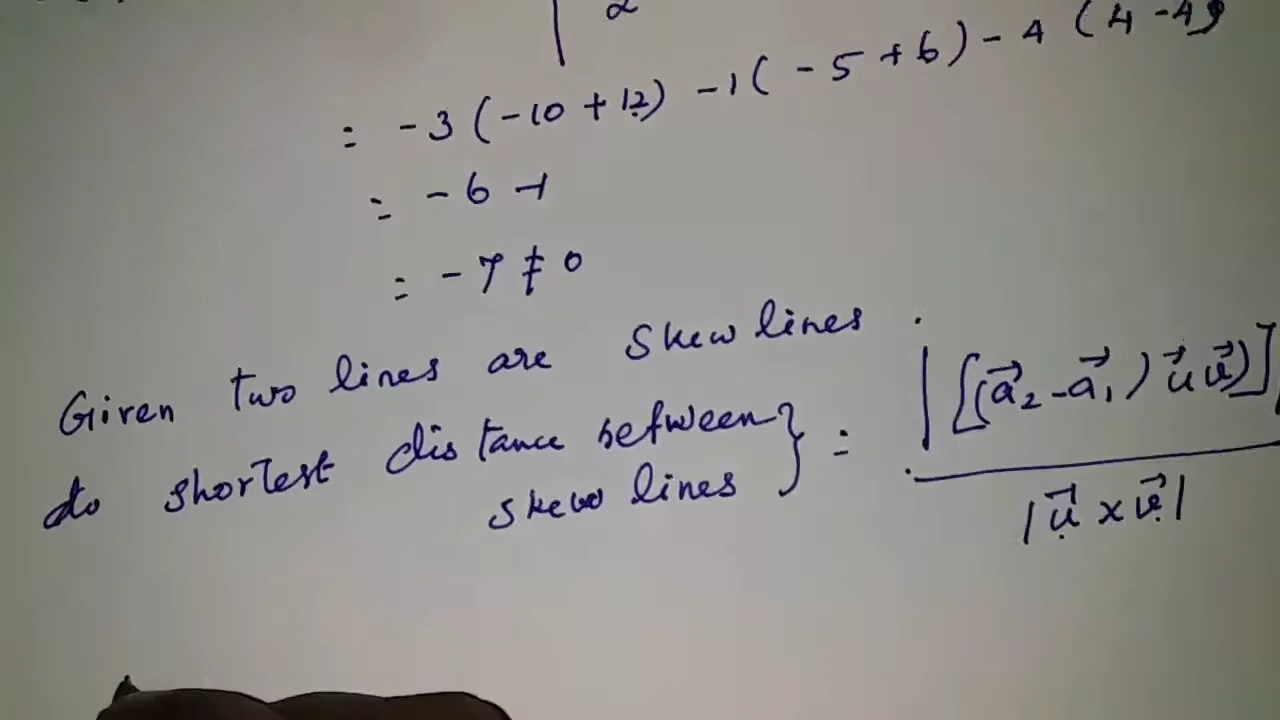 = -3 (-10 + 12) - 1 ( -5 + 6 ) - 4 ( 4 - 4)
= -6 -1
= -7 ≠ 0
Given two lines are skew lines.
do shortest distance between skew lines } = |[(a⃗₂ - a⃗₁) u⃗ v⃗)]| / |u⃗ × v⃗|